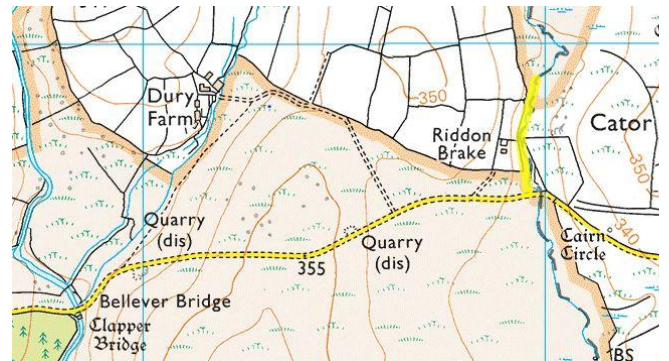 Dury
Farm
350
Riddon
Brake
Cator
350
340
Quarry
(dis)
Quarry
(dis)
355
Cairn
Circle
Bellever Bridge
Clapper
Bridge
BS